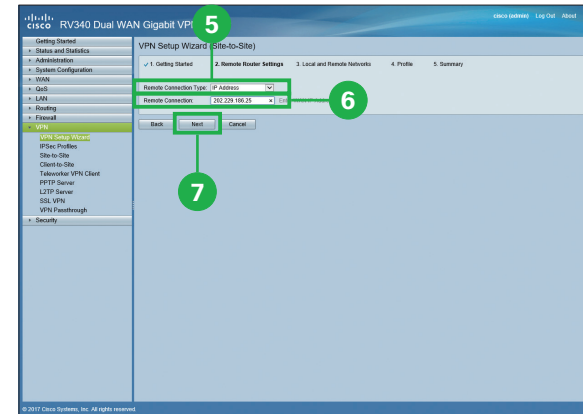 cisco RV340 Dual WAN Gigabit VP
cisco (admin) Log Out About
5
Getting Started
Status and Statistics
Administration
System Configuration
WAN
QoS
LAN
Routing
Firewall
VPN
VPN Setup Wizard
IPSec Profiles
Site-to-Site
Client-to-Site
Teleworker VPN Client
PPTP Server
L2TP Server
SSL VPN
VPN Passthrough
Security
VPN Setup Wizard (Site-to-Site)
✓ 1. Getting Started 2. Remote Router Settings 3. Local and Remote Networks 4. Profile 5. Summary
Remote Connection Type: IP Address
Remote Connection: 202.229.186.25 ×
6
Back Next Cancel
7
© 2017 Cisco Systems, Inc. All rights reserved.